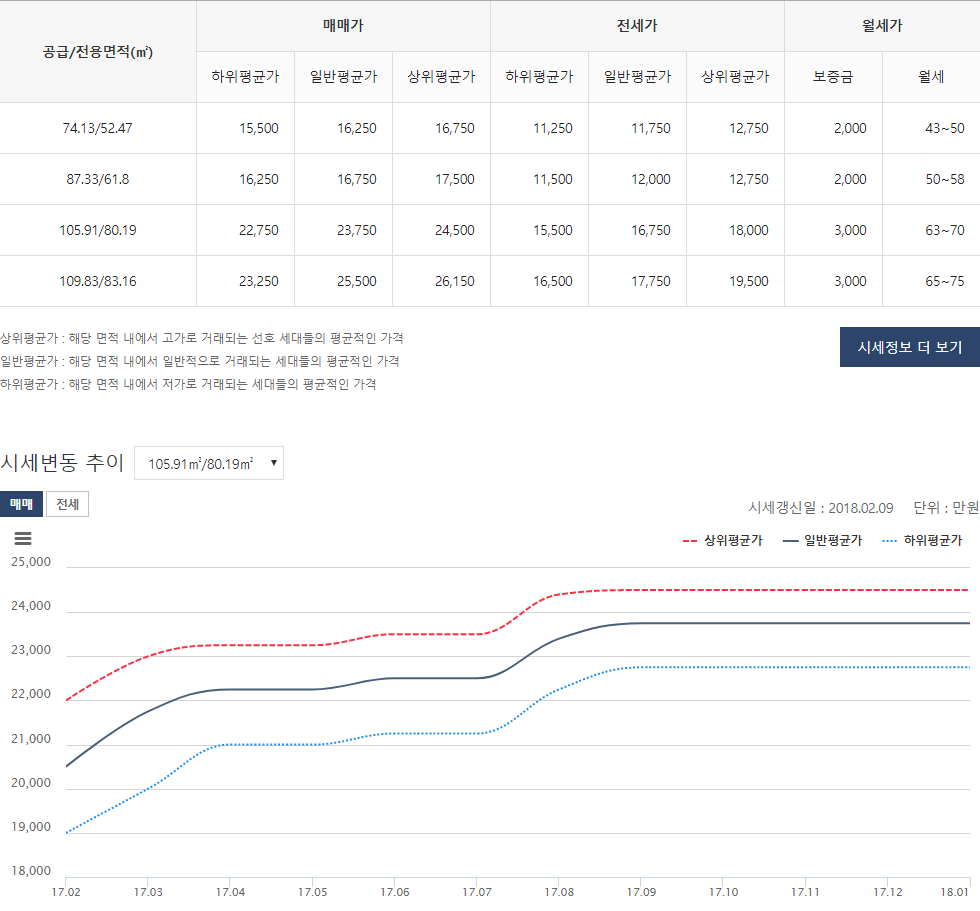 공급/전용면적(㎡) 매매가 전세가 월세가
하위평균가 일반평균가 상위평균가 하위평균가 일반평균가 상위평균가 보증금 월세
74.13/52.47 15,500 16,250 16,750 11,250 11,750 12,750 2,000 43~50
87.33/61.8 16,250 16,750 17,500 11,500 12,000 12,750 2,000 50~58
105.91/80.19 22,750 23,750 24,500 15,500 16,750 18,000 3,000 63~70
109.83/83.16 23,250 25,500 26,150 16,500 17,750 19,500 3,000 65~75
상위평균가 : 해당 면적 내에서 고가로 거래되는 선호 세대들의 평균적인 가격
일반평균가 : 해당 면적 내에서 일반적으로 거래되는 세대들의 평균적인 가격
하위평균가 : 해당 면적 내에서 저가로 거래되는 세대들의 평균적인 가격
시세정보 더 보기
시세변동 추이 105.91㎡/80.19㎡ ▼
매매 전세
시세갱신일 : 2018.02.09 단위 : 만원
상위평균가 일반평균가 하위평균가
25,000
24,000
23,000
22,000
21,000
20,000
19,000
18,000
17.02 17.03 17.04 17.05 17.06 17.07 17.08 17.09 17.10 17.11 17.12 18.01